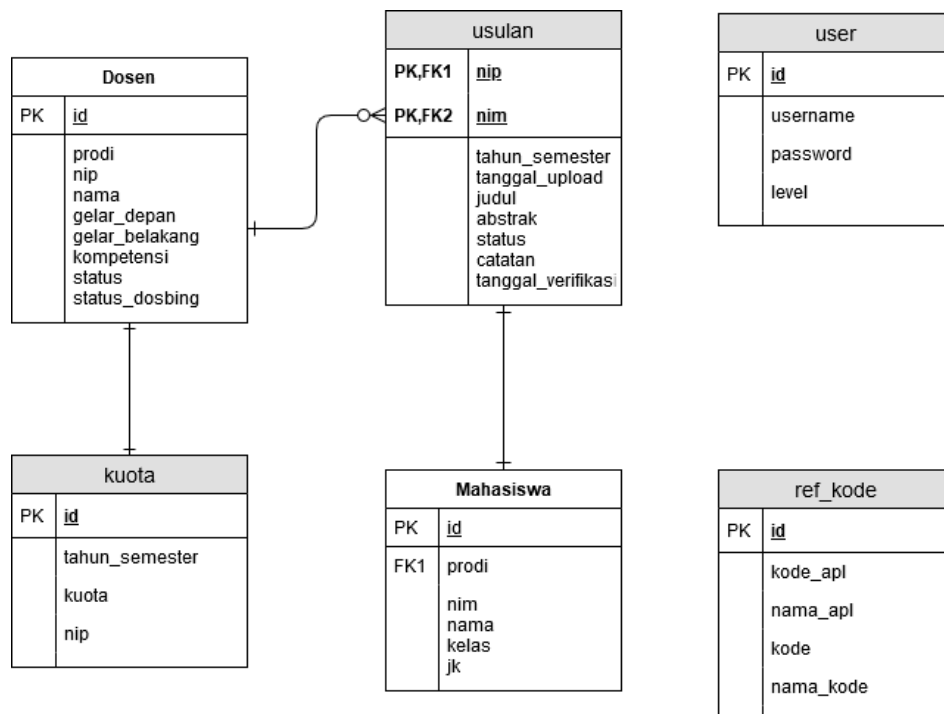 Dosen
PK id
prodi
nip
nama
gelar_depan
gelar_belakang
kompetensi
status
status_dosbing
usulan
PK,FK1 nip
PK,FK2 nim
tahun_semester
tanggal_upload
judul
abstrak
status
catatan
tanggal_verifikasi
user
PK id
username
password
level
kuota
PK id
tahun_semester
kuota
nip
Mahasiswa
PK id
FK1 prodi
nim
nama
kelas
jk
ref_kode
PK id
kode_apl
nama_apl
kode
nama_kode